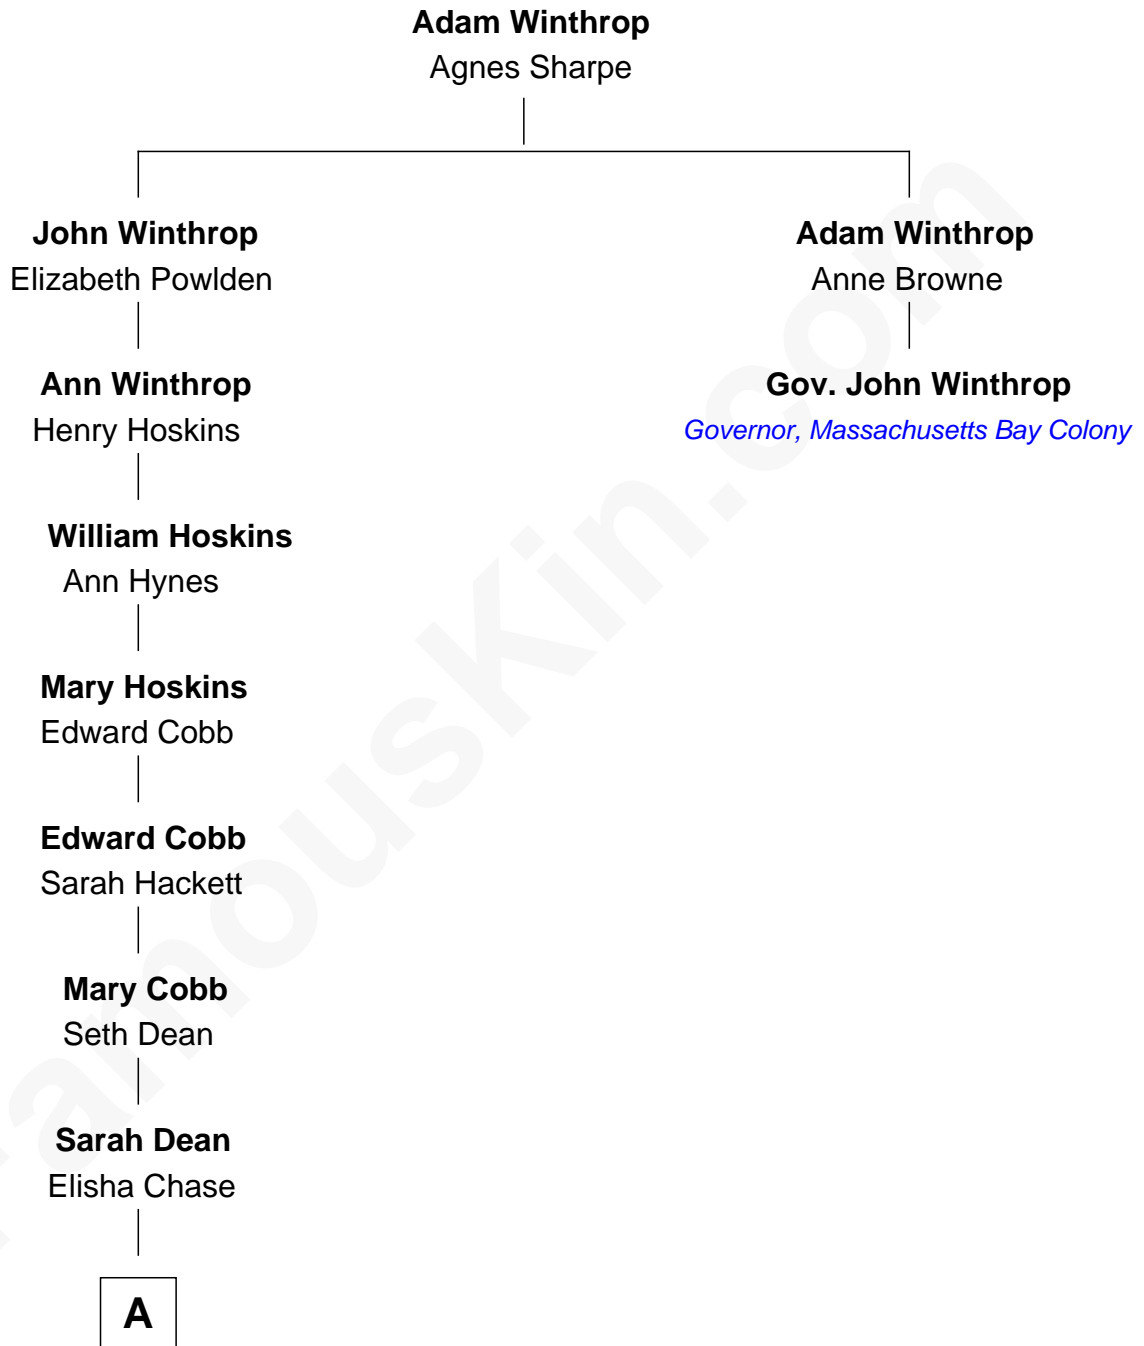 Adam Winthrop
Agnes Sharpe
John Winthrop
Elizabeth Powlden
Adam Winthrop
Anne Browne
Ann Winthrop
Henry Hoskins
Gov. John Winthrop
Governor, Massachusetts Bay Colony
William Hoskins
Ann Hynes
Mary Hoskins
Edward Cobb
Edward Cobb
Sarah Hackett
Mary Cobb
Seth Dean
Sarah Dean
Elisha Chase
A
FamousKin.com